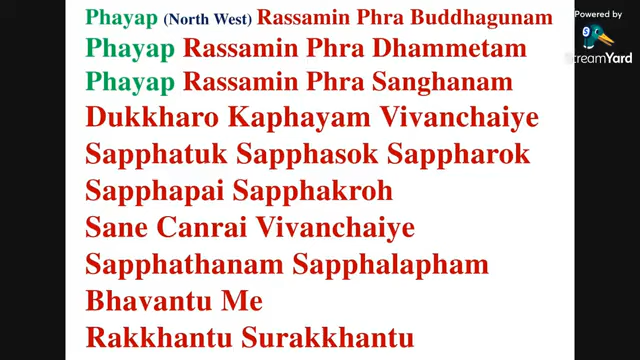 Phayap (North West) Rassamin Phra Buddhagunam
Phayap Rassamin Phra Dhammetam
Phayap Rassamin Phra Sanghanam
Dukkharo Kaphayam Vivanchaiye
Sapphatuk Sapphasok Sappharok
Sapphapai Sapphakroh
Sane Canrai Vivanchaiye
Sapphathanam Sapphalapham
Bhavantu Me
Rakkhantu Surakkhantu
Powered by
StreamYard